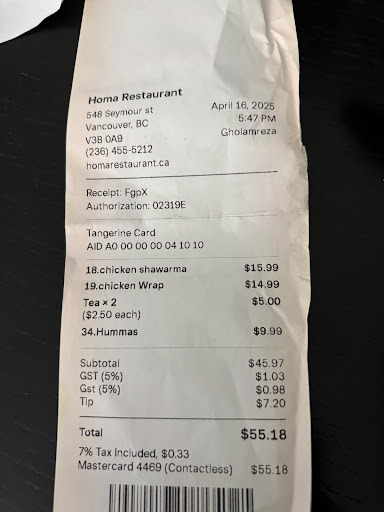 Homa Restaurant
548 Seymour st
Vancouver, BC
V3B 0A9
(236) 455-5212
homarestaurant.ca
April 16, 2025
5:47 PM
Gholamreza
Receipt: FgpX
Authorization: 02319E
Tangerine Card
AID A0 00 00 00 04 10 10
18.chicken shawarma $15.99
19.chicken Wrap $14.99
Tea × 2 $5.00
($2.50 each)
34.Hummas $9.99
Subtotal $45.97
GST (5%) $1.03
Gst (5%) $0.98
Tip $7.20
Total $55.18
7% Tax Included, $0.33
Mastercard 4469 (Contactless) $55.18